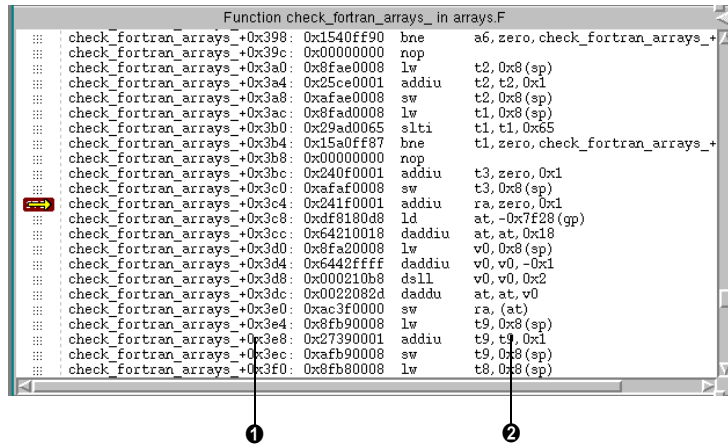 Function check_fortran_arrays_ in arrays.F
check_fortran_arrays_+0x398: 0x1540ff90 bne a6,zero,check_fortran_arrays_+
check_fortran_arrays_+0x39c: 0x00000000 nop
check_fortran_arrays_+0x3a0: 0x8fae0008 lw t2,0x8(sp)
check_fortran_arrays_+0x3a4: 0x25ce0001 addiu t2,t2,0x1
check_fortran_arrays_+0x3a8: 0xafae0008 sw t2,0x8(sp)
check_fortran_arrays_+0x3ac: 0x8fad0008 lw t1,0x8(sp)
check_fortran_arrays_+0x3b0: 0x29ad0065 slti t1,t1,0x65
check_fortran_arrays_+0x3b4: 0x15a0ff87 bne t1,zero,check_fortran_arrays_+
check_fortran_arrays_+0x3b8: 0x00000000 nop
check_fortran_arrays_+0x3bc: 0x240f0001 addiu t3,zero,0x1
check_fortran_arrays_+0x3c0: 0xafaf0008 sw t3,0x8(sp)
check_fortran_arrays_+0x3c4: 0x241f0001 addiu ra,zero,0x1
check_fortran_arrays_+0x3c8: 0xdf8180d8 ld at,-0x7f28(gp)
check_fortran_arrays_+0x3cc: 0x64210018 daddiu at,at,0x18
check_fortran_arrays_+0x3d0: 0x8fa20008 lw v0,0x8(sp)
check_fortran_arrays_+0x3d4: 0x6442ffff daddiu v0,v0,-0x1
check_fortran_arrays_+0x3d8: 0x000210b8 dsll v0,v0,0x2
check_fortran_arrays_+0x3dc: 0x0022082d daddu at,at,v0
check_fortran_arrays_+0x3e0: 0xac3f0000 sw ra,(at)
check_fortran_arrays_+0x3e4: 0x8fb90008 lw t9,0x8(sp)
check_fortran_arrays_+0x3e8: 0x27390001 addiu t9,t9,0x1
check_fortran_arrays_+0x3ec: 0xafb90008 sw t9,0x8(sp)
check_fortran_arrays_+0x3f0: 0x8fb80008 lw t8,0x8(sp)
1 2